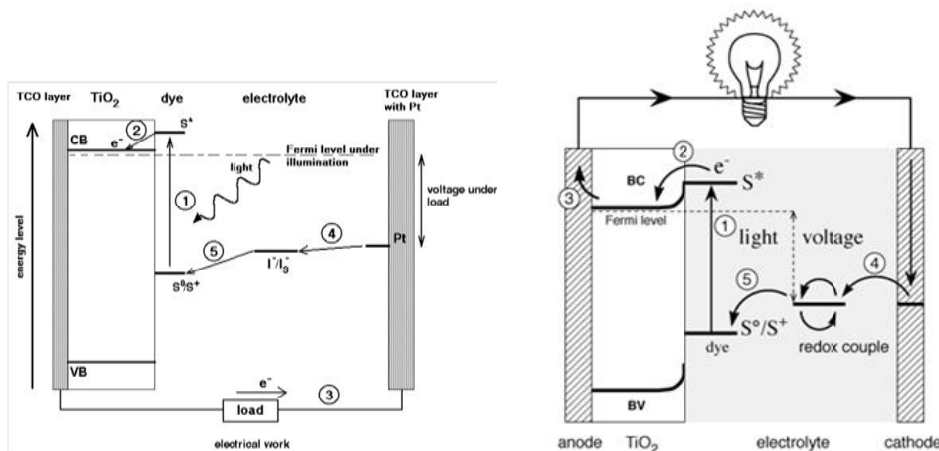 TCO layer TiO2 dye electrolyte TCO layer
with Pt
S*
CB
2
e-
Fermi level under
illumination
light
1
voltage under
load
energy level
4
5
Pt
I-/I3-
S0/S+
VB
e-
load
3
electrical work
2
e-
S*
BC
3
Fermi level
1
light
voltage
4
5
S°/S+
dye
redox couple
BV
anode TiO2 electrolyte cathode